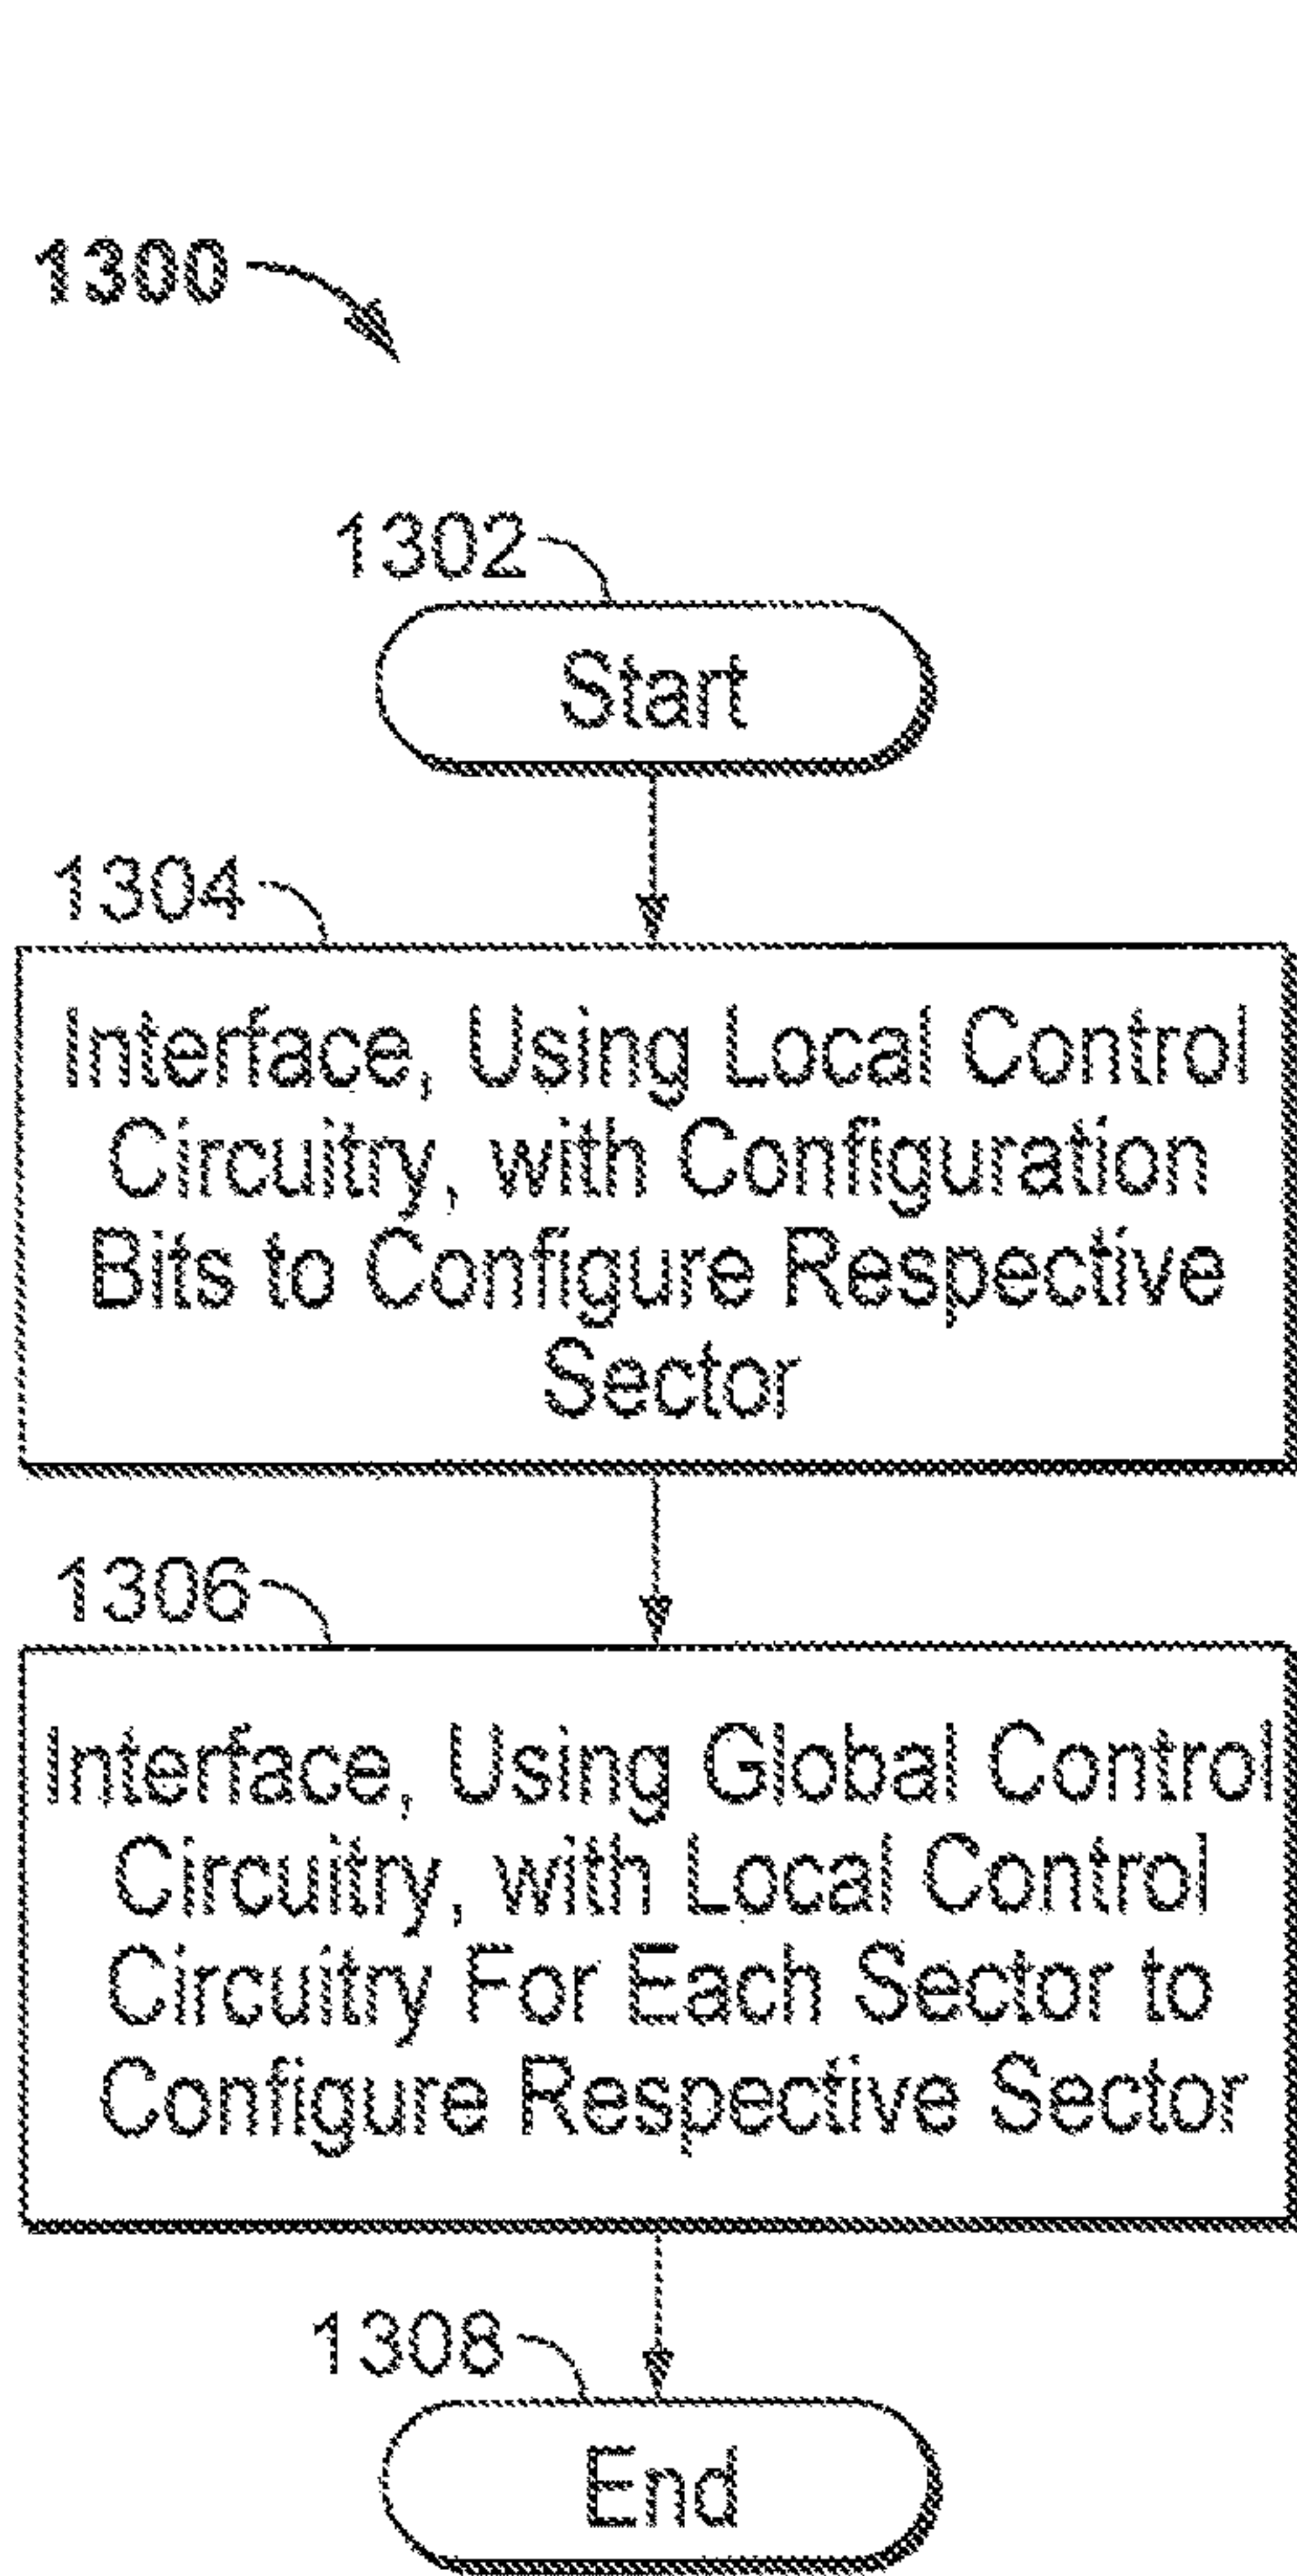 1300
1302
Start
1304
Interface, Using Local Control
Circuitry, with Configuration
Bits to Configure Respective
Sector
1306
Interface, Using Global Control
Circuitry, with Local Control
Circuitry For Each Sector to
Configure Respective Sector
1308
End